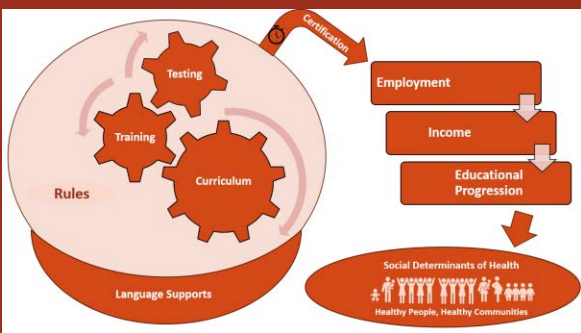 Testing
Training
Curriculum
Rules
Language Supports
Certification
Employment
Income
Educational
Progression
Social Determinants of Health
Healthy People, Healthy Communities